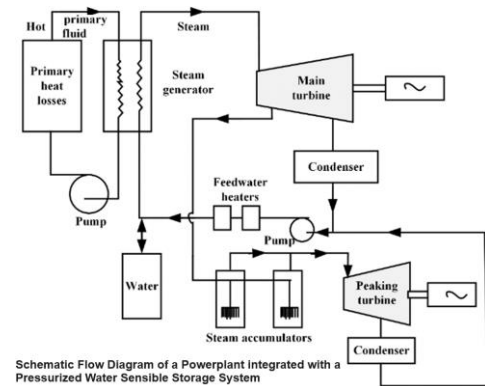 Hot
primary
fluid
Primary
heat
losses
Pump
Steam
Steam
generator
Main
turbine
Condenser
Feedwater
heaters
Pump
Water
Steam accumulators
Peaking
turbine
Condenser
Schematic Flow Diagram of a Powerplant integrated with a
Pressurized Water Sensible Storage System